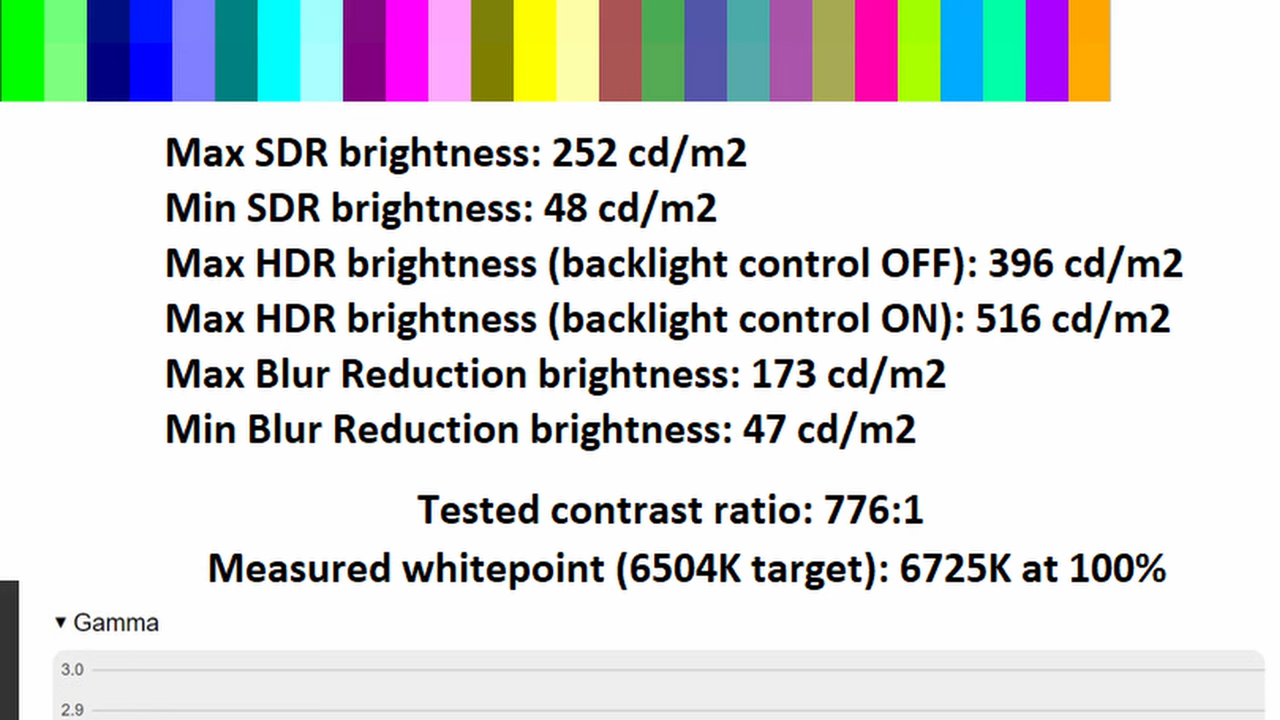 Max SDR brightness: 252 cd/m2
Min SDR brightness: 48 cd/m2
Max HDR brightness (backlight control OFF): 396 cd/m2
Max HDR brightness (backlight control ON): 516 cd/m2
Max Blur Reduction brightness: 173 cd/m2
Min Blur Reduction brightness: 47 cd/m2
Tested contrast ratio: 776:1
Measured whitepoint (6504K target): 6725K at 100%
▼ Gamma
3.0
2.9